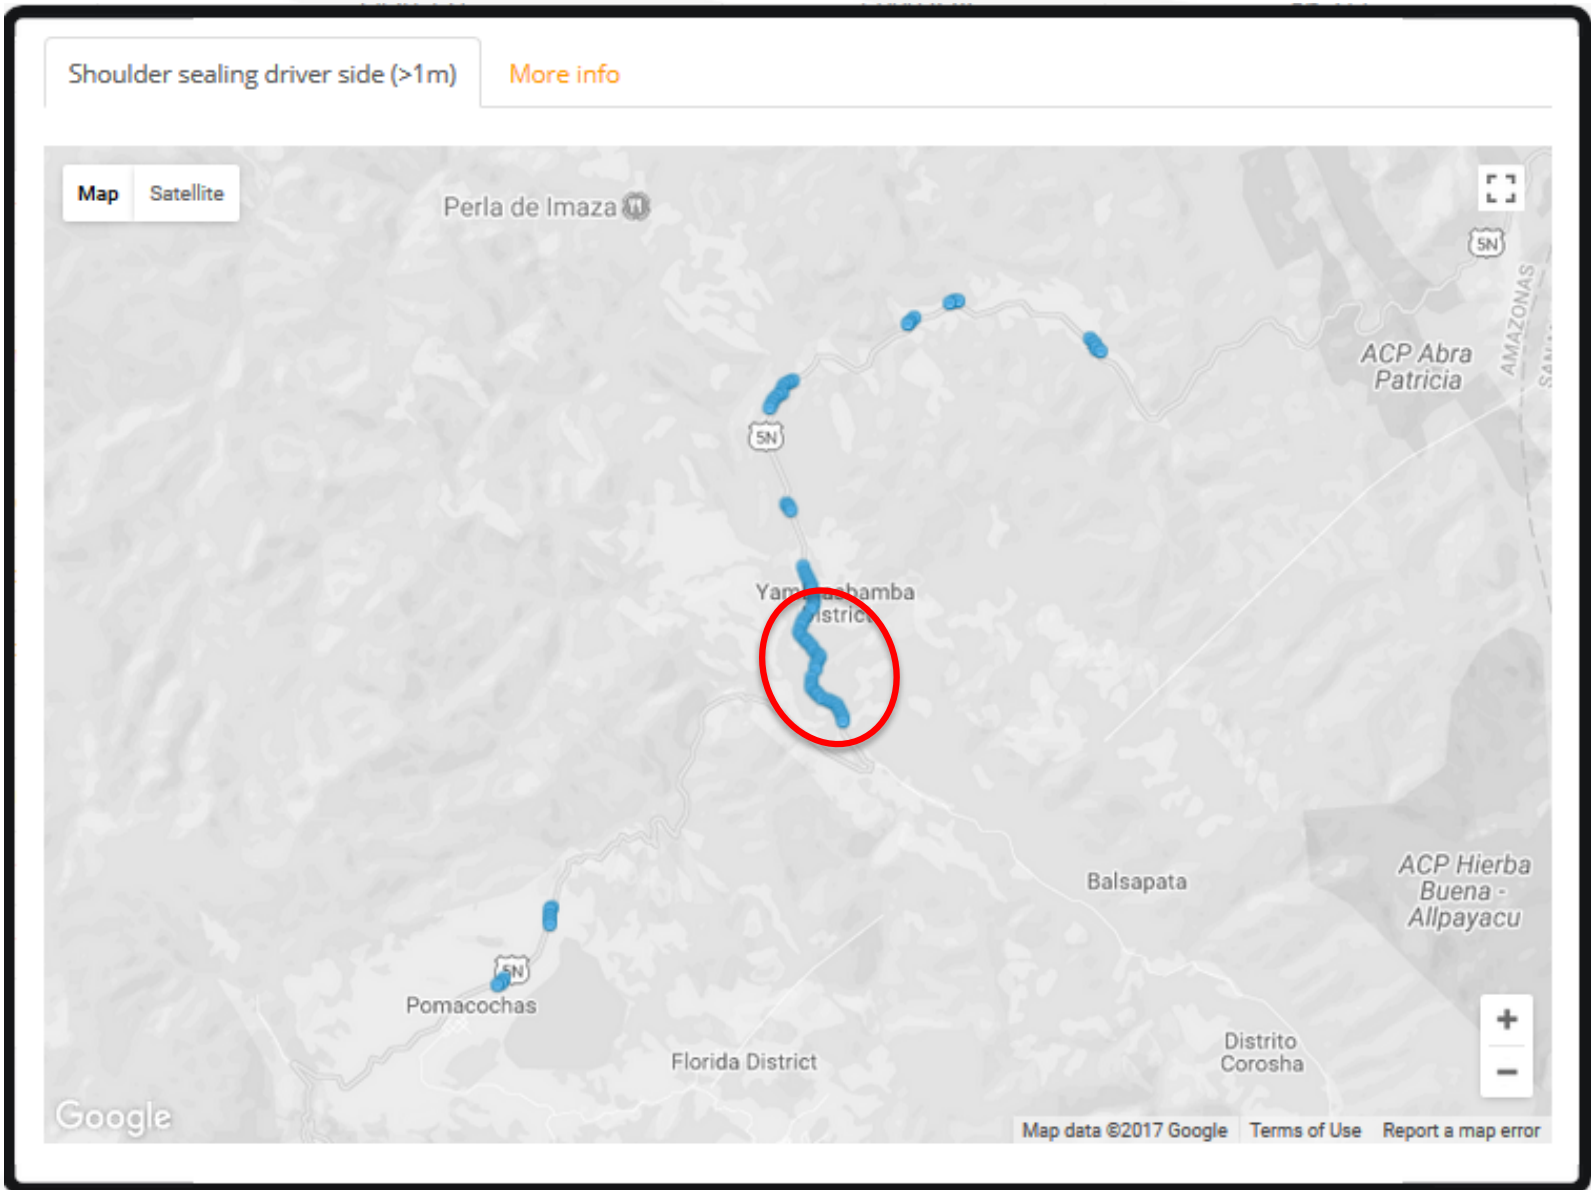 Shoulder sealing driver side (>1m)
More info
Map
Satellite
Perla de Imaza
5N
AMAZONAS
ACP Abra
Patricia
5N
District
Balsapata
ACP Hierba
Buena -
Allpayacu
5N
Pomacochas
Florida District
Distrito
Corosha
+
−
Google
Map data ©2017 Google
Terms of Use
Report a map error